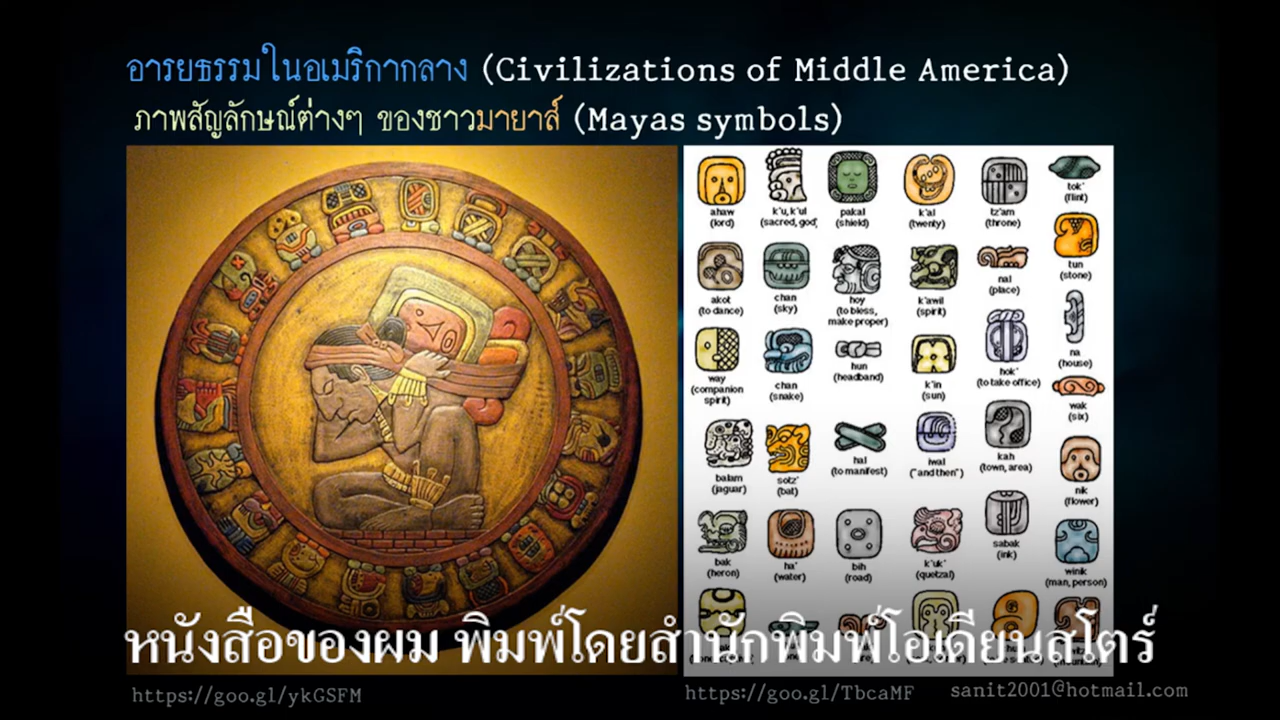 อารยธรรมในอเมริกากลาง (Civilizations of Middle America)
ภาพสัญลักษณ์ต่างๆ ของชาวมายาส์ (Mayas symbols)
ahaw
(lord)
k'u, k'ul
(sacred, god)
pakal
(shield)
k'al
(twenty)
tz'am
(throne)
tok'
(flint)
akot
(to dance)
chan
(sky)
hoy
(to bless,
make proper)
k'awil
(spirit)
nal
(place)
tun
(stone)
way
(companion
spirit)
chan
(snake)
hun
(headband)
k'in
(sun)
hok'
(to take office)
na
(house)
wak
(six)
balam
(jaguar)
sotz'
(bat)
hal
(to manifest)
iwal
("and then")
kah
(town, area)
nik
(flower)
bak
(heron)
ha'
(water)
bih
(road)
k'uk'
(quetzal)
sabak
(ink)
winik
(man, person)
หนังสือของผม พิมพ์โดยสำนักพิมพ์โอเดียนสโตร์
https://goo.gl/ykGSFM
https://goo.gl/TbcaMF
sanit2001@hotmail.com